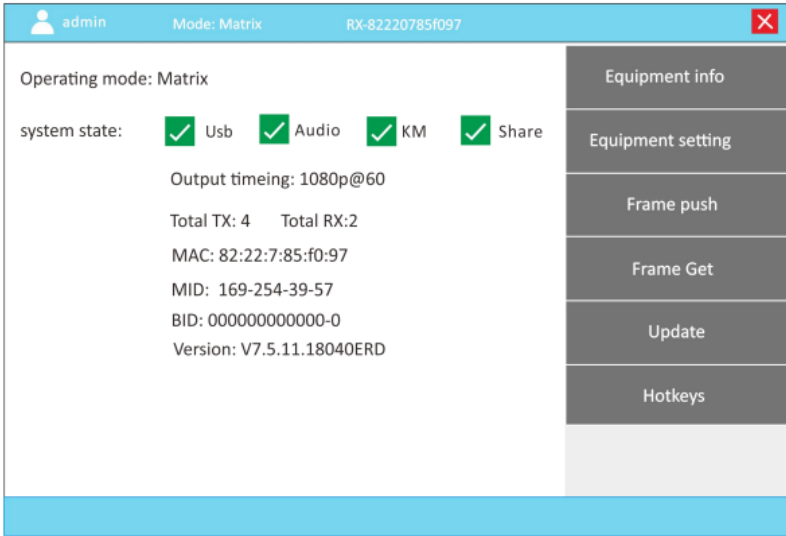 admin Mode: Matrix RX-82220785f097
Operating mode: Matrix
system state: Usb Audio KM Share
Output timeing: 1080p@60
Total TX: 4 Total RX:2
MAC: 82:22:7:85:f0:97
MID: 169-254-39-57
BID: 000000000000-0
Version: V7.5.11.18040ERD
Equipment info
Equipment setting
Frame push
Frame Get
Update
Hotkeys